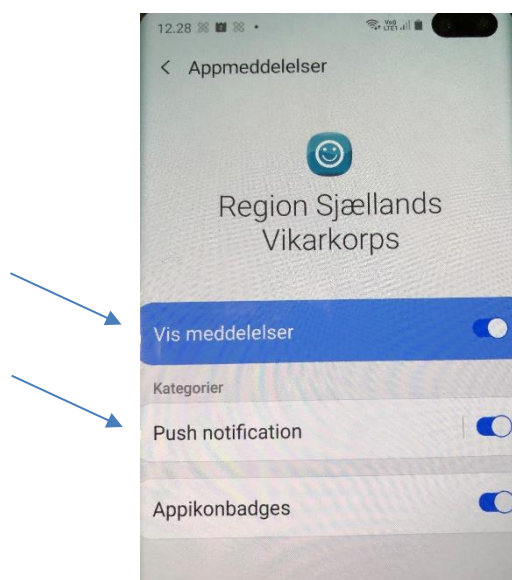 12.28
Appmeddelelser
Region Sjællands
Vikarkorps
Vis meddelelser
Kategorier
Push notification
Appikonbadges